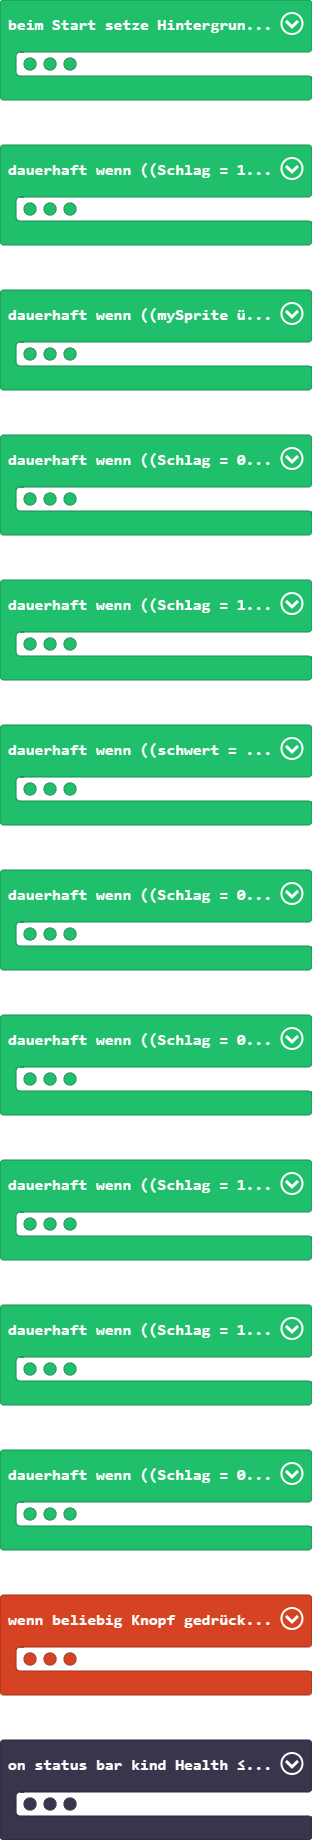 beim Start setze Hintergrun...
dauerhaft wenn ((Schlag = 1...
dauerhaft wenn ((mySprite ü...
dauerhaft wenn ((Schlag = 0...
dauerhaft wenn ((Schlag = 1...
dauerhaft wenn ((schwert = ...
dauerhaft wenn ((Schlag = 0...
dauerhaft wenn ((Schlag = 0...
dauerhaft wenn ((Schlag = 1...
dauerhaft wenn ((Schlag = 1...
dauerhaft wenn ((Schlag = 0...
wenn beliebig Knopf gedrück...
on status bar kind Health ≤...